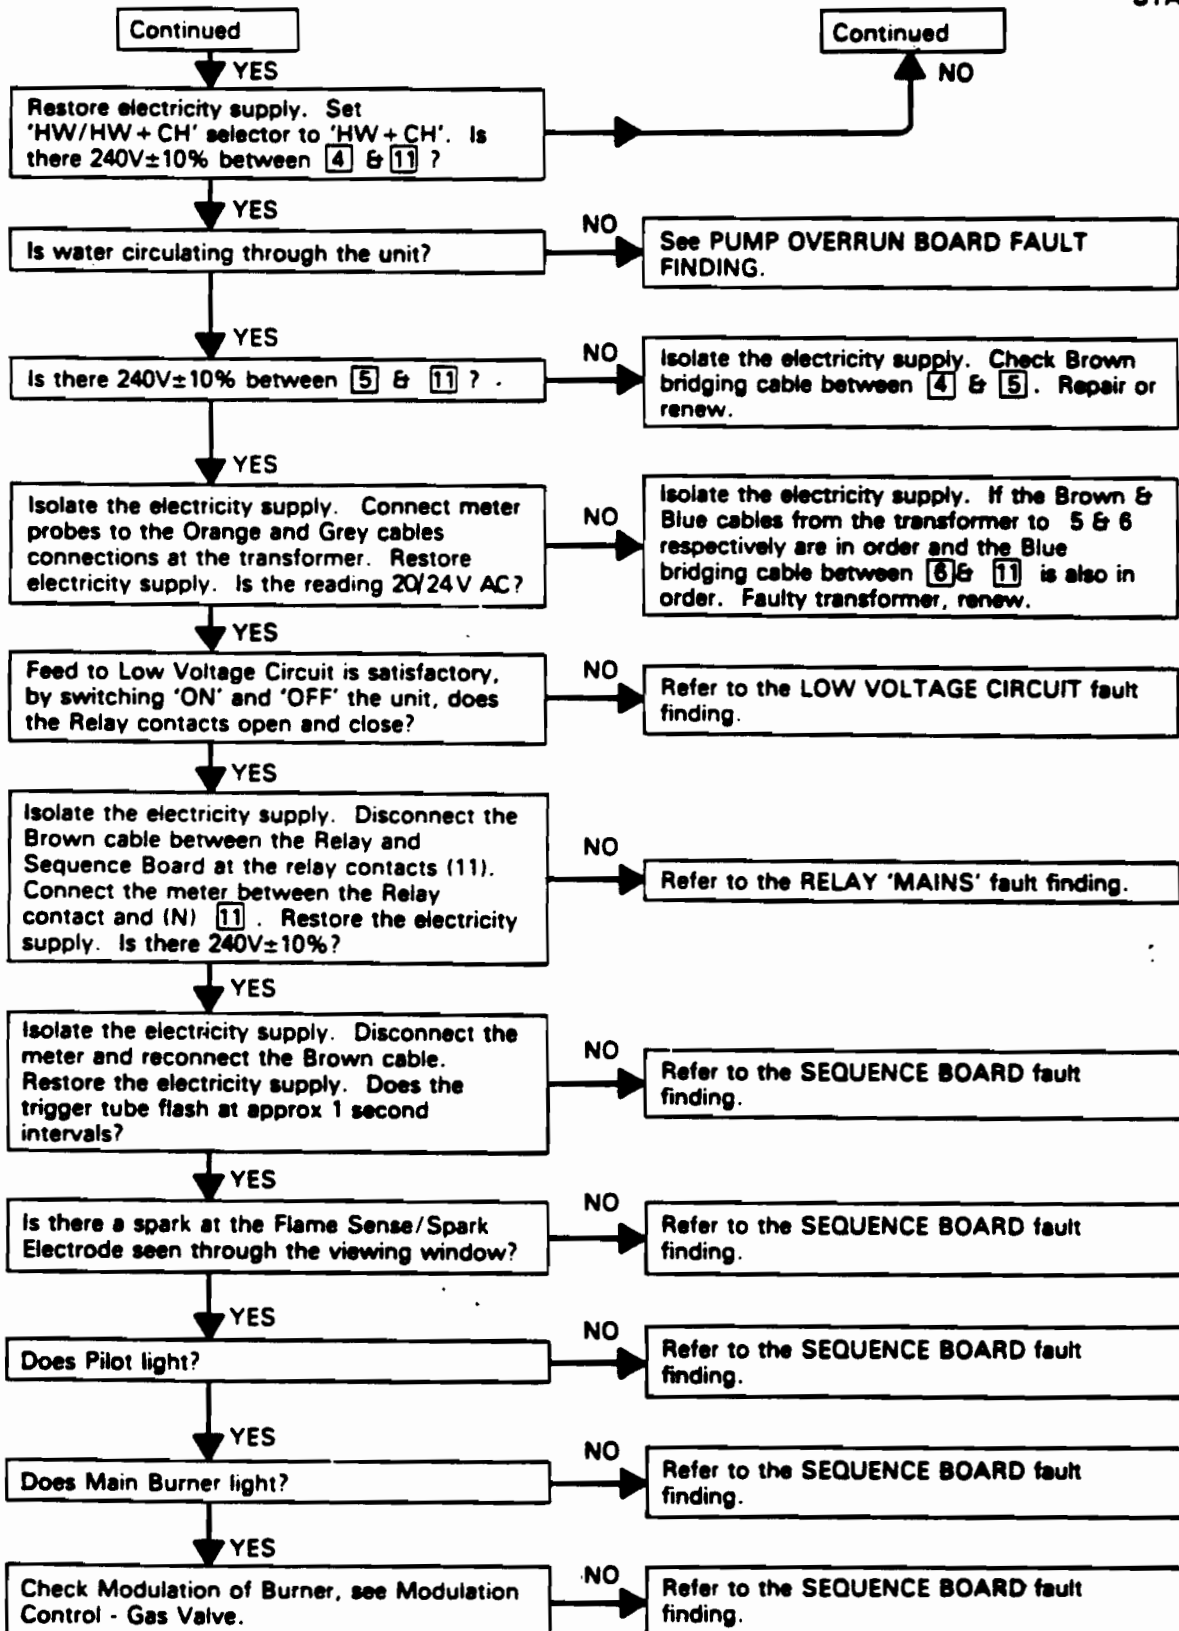 STA
Continued
Continued
YES
NO
Restore electricity supply. Set
'HW/HW + CH' selector to 'HW + CH'. Is
there 240V±10% between 4 & 11 ?
YES
Is water circulating through the unit?
NO
See PUMP OVERRUN BOARD FAULT
FINDING.
YES
Is there 240V±10% between 5 & 11 ? .
NO
Isolate the electricity supply. Check Brown
bridging cable between 4 & 5. Repair or
renew.
YES
Isolate the electricity supply. Connect meter
probes to the Orange and Grey cables
connections at the transformer. Restore
electricity supply. Is the reading 20/24V AC?
NO
Isolate the electricity supply. If the Brown &
Blue cables from the transformer to 5 & 6
respectively are in order and the Blue
bridging cable between 6 & 11 is also in
order. Faulty transformer, renew.
YES
Feed to Low Voltage Circuit is satisfactory,
by switching 'ON' and 'OFF' the unit, does
the Relay contacts open and close?
NO
Refer to the LOW VOLTAGE CIRCUIT fault
finding.
YES
Isolate the electricity supply. Disconnect the
Brown cable between the Relay and
Sequence Board at the relay contacts (11).
Connect the meter between the Relay
contact and (N) 11 . Restore the electricity
supply. Is there 240V±10%?
NO
Refer to the RELAY 'MAINS' fault finding.
YES
Isolate the electricity supply. Disconnect the
meter and reconnect the Brown cable.
Restore the electricity supply. Does the
trigger tube flash at approx 1 second
intervals?
NO
Refer to the SEQUENCE BOARD fault
finding.
YES
Is there a spark at the Flame Sense/Spark
Electrode seen through the viewing window?
NO
Refer to the SEQUENCE BOARD fault
finding.
YES
Does Pilot light?
NO
Refer to the SEQUENCE BOARD fault
finding.
YES
Does Main Burner light?
NO
Refer to the SEQUENCE BOARD fault
finding.
YES
Check Modulation of Burner, see Modulation
Control - Gas Valve.
NO
Refer to the SEQUENCE BOARD fault
finding.